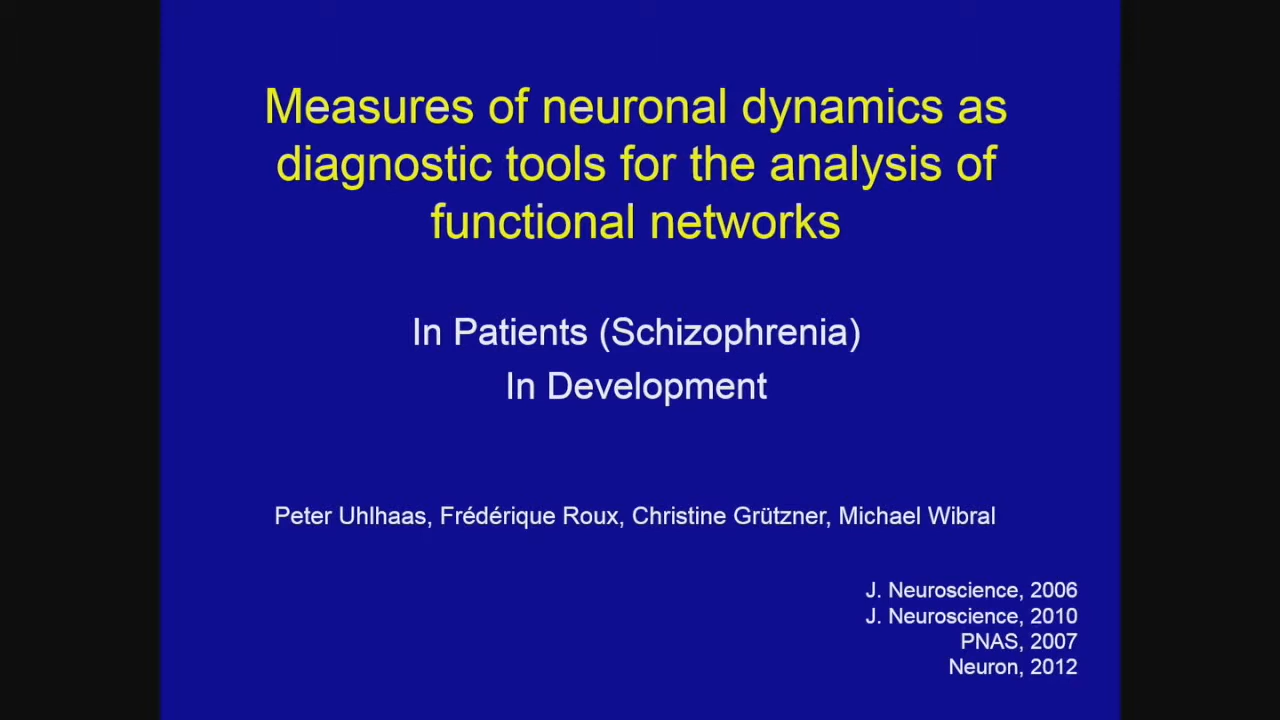 Measures of neuronal dynamics as
diagnostic tools for the analysis of
functional networks
In Patients (Schizophrenia)
In Development
Peter Uhlhaas, Frédérique Roux, Christine Grützner, Michael Wibral
J. Neuroscience, 2006
J. Neuroscience, 2010
PNAS, 2007
Neuron, 2012